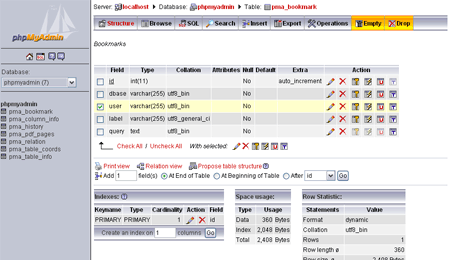 phpMyAdmin
Database:
phpmyadmin (7)
phpmyadmin
pma_bookmark
pma_column_info
pma_history
pma_pdf_pages
pma_relation
pma_table_coords
pma_table_info
Server: localhost ▸ Database: phpmyadmin ▸ Table: pma_bookmark
Structure Browse SQL Search Insert Export Operations Empty Drop
Bookmarks
Field Type Collation Attributes Null Default Extra Action
id int(11) No auto_increment
dbase varchar(255) utf8_bin No
user varchar(255) utf8_bin No
label varchar(255) utf8_general_ci No
query text utf8_bin No
Check All / Uncheck All With selected:
Print view Relation view Propose table structure
Add 1 field(s) At End of Table At Beginning of Table After id Go
Indexes:
Keyname Type Cardinality Action Field
PRIMARY PRIMARY 1 id
Create an index on 1 columns Go
Space usage:
Type Usage
Data 360 Bytes
Index 2,048 Bytes
Total 2,408 Bytes
Row Statistic:
Statements Value
Format dynamic
Collation utf8_bin
Rows 1
Row length ø 360
Row size ø 2,408 Bytes